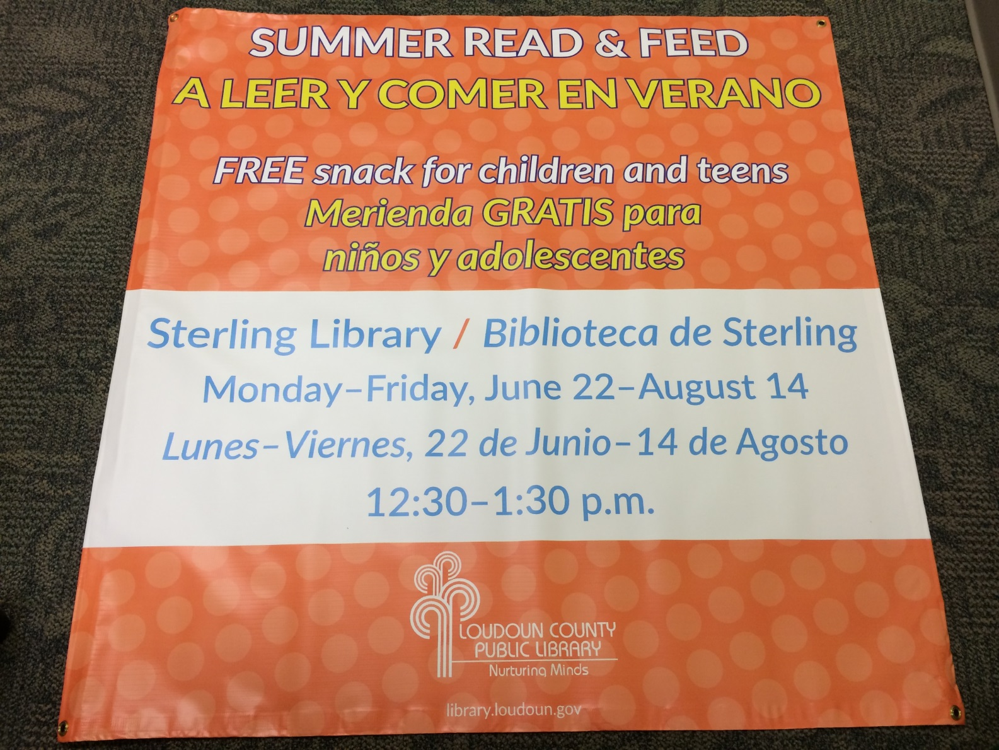 SUMMER READ & FEED
A LEER Y COMER EN VERANO
FREE snack for children and teens
Merienda GRATIS para
niños y adolescentes
Sterling Library / Biblioteca de Sterling
Monday–Friday, June 22–August 14
Lunes–Viernes, 22 de Junio–14 de Agosto
12:30–1:30 p.m.
LOUDOUN COUNTY
PUBLIC LIBRARY
Nurturing Minds
library.loudoun.gov